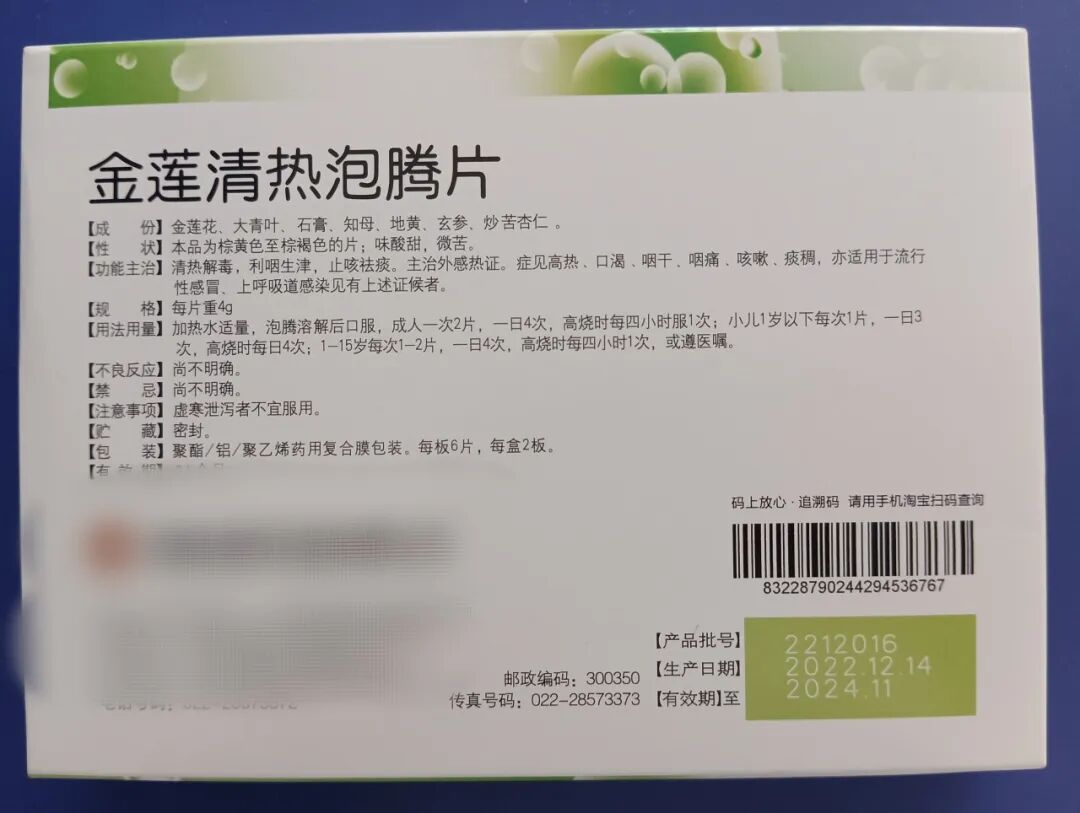 金莲清热泡腾片
【成 份】金莲花、大青叶、石膏、知母、地黄、玄参、炒苦杏仁。
【性 状】本品为棕黄色至棕褐色的片；味酸甜，微苦。
【功能主治】清热解毒，利咽生津，止咳祛痰。主治外感热证。症见高热、口渴、咽干、咽痛、咳嗽、痰稠，亦适用于流行
性感冒、上呼吸道感染见有上述证候者。
【规 格】每片重4g
【用法用量】加热水适量，泡腾溶解后口服，成人一次2片，一日4次，高烧时每四小时服1次；小儿1岁以下每次1片，一日3
次，高烧时每日4次；1-15岁每次1-2片，一日4次，高烧时每四小时1次，或遵医嘱。
【不良反应】尚不明确。
【禁 忌】尚不明确。
【注意事项】虚寒泄泻者不宜服用。
【贮 藏】密封。
【包 装】聚酯/铝/聚乙烯药用复合膜包装。每板6片，每盒2板。
【有效期】
码上放心·追溯码 请用手机淘宝扫码查询
83228790244294536767
【产品批号】 2212016
邮政编码：300350 【生产日期】 2022.12.14
传真号码：022-28573373 【有效期】至 2024.11